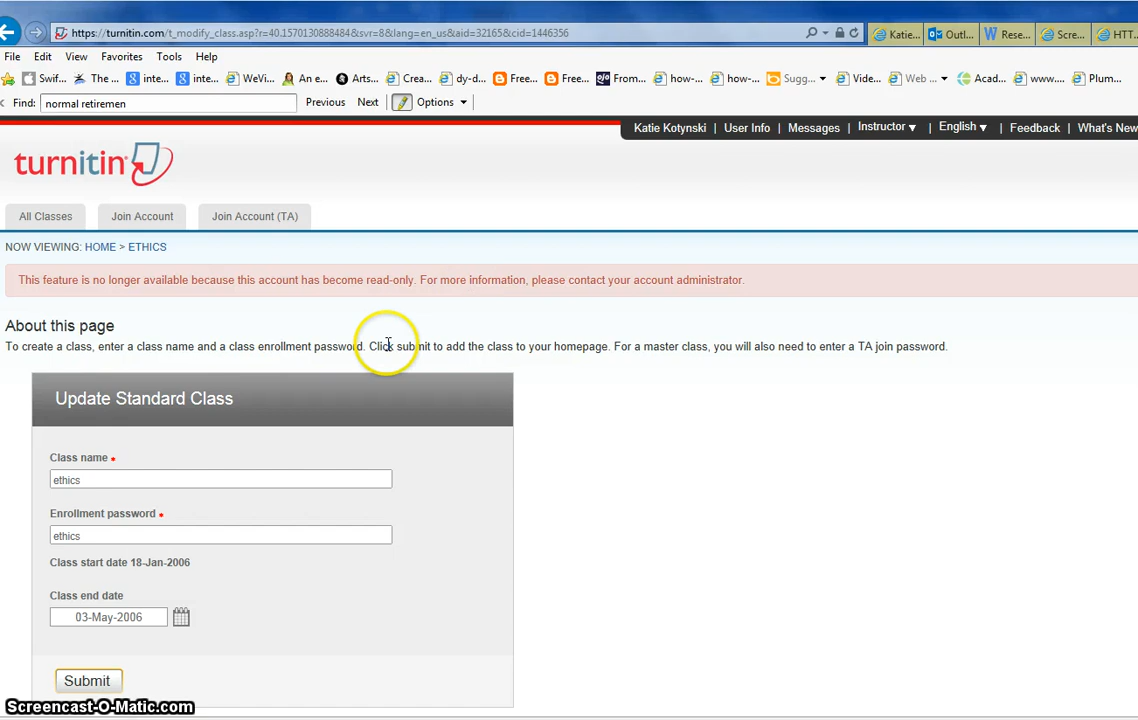 https://turnitin.com/t_modify_class.asp?r=40.1570130888484&svr=8&lang=en_us&aid=32165&cid=1446356
Katie... Outl... Rese... Scre... HTT...
File Edit View Favorites Tools Help
Swif... The ... inte... inte... WeVi... An e... Arts... Crea... dy-d... Free... Free... From... how-... how-... Sugg... Vide... Web ... Acad... www.... Plum...
Find: normal retiremen Previous Next Options
Katie Kotynski | User Info | Messages | Instructor | English | Feedback | What's New
turnitin
All Classes Join Account Join Account (TA)
NOW VIEWING: HOME > ETHICS
This feature is no longer available because this account has become read-only. For more information, please contact your account administrator.
About this page
To create a class, enter a class name and a class enrollment password. Click submit to add the class to your homepage. For a master class, you will also need to enter a TA join password.
Update Standard Class
Class name
ethics
Enrollment password
ethics
Class start date 18-Jan-2006
Class end date
03-May-2006
Submit
Screencast-O-Matic.com